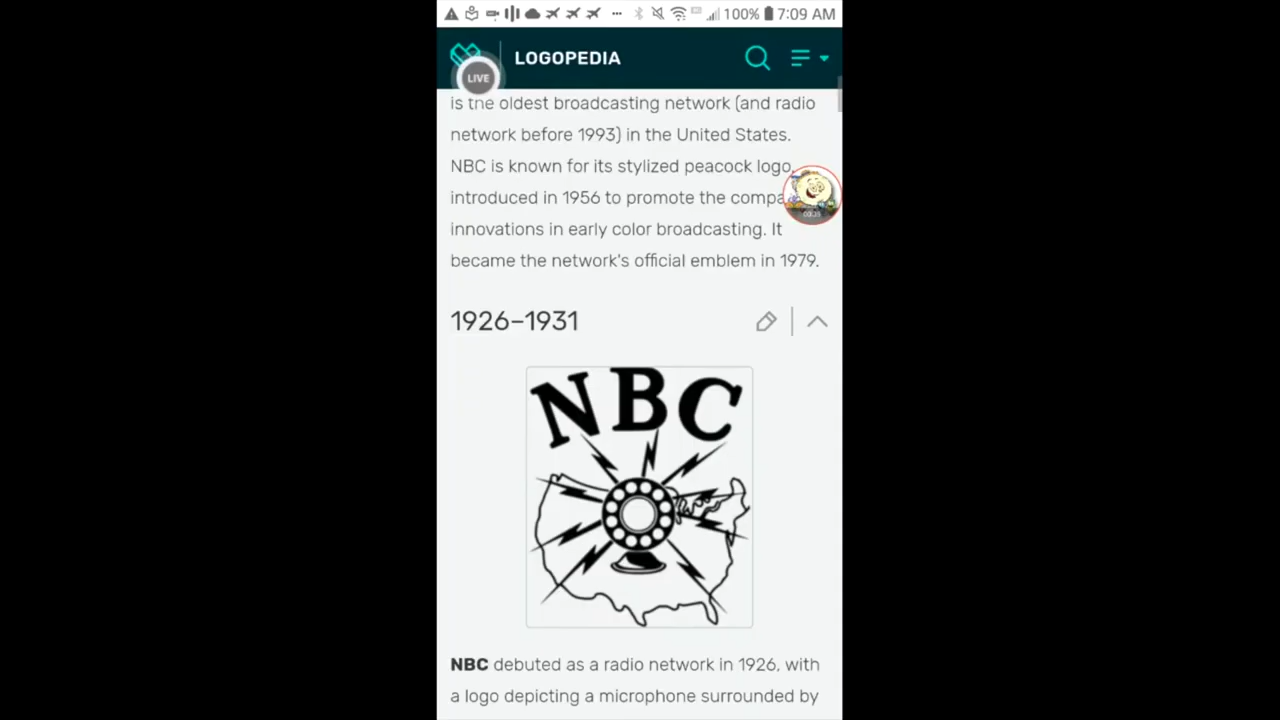 100% 7:09 AM
LOGOPEDIA
LIVE
is the oldest broadcasting network (and radio
network before 1993) in the United States.
NBC is known for its stylized peacock logo,
introduced in 1956 to promote the compa
innovations in early color broadcasting. It
became the network's official emblem in 1979.
1926–1931
NBC
NBC debuted as a radio network in 1926, with
a logo depicting a microphone surrounded by